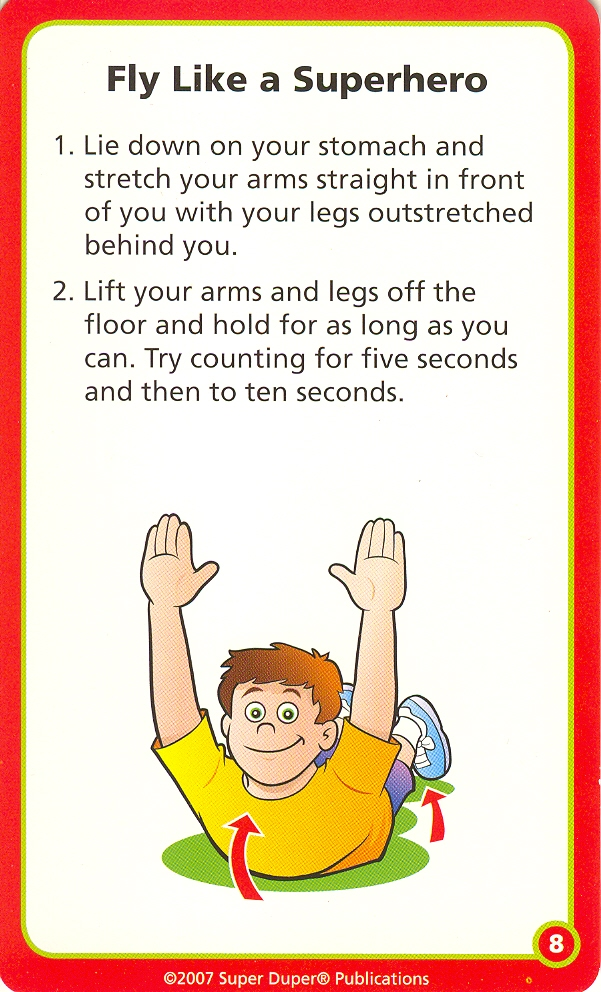 Fly Like a Superhero
1. Lie down on your stomach and
stretch your arms straight in front
of you with your legs outstretched
behind you.
2. Lift your arms and legs off the
floor and hold for as long as you
can. Try counting for five seconds
and then to ten seconds.
8
©2007 Super Duper® Publications